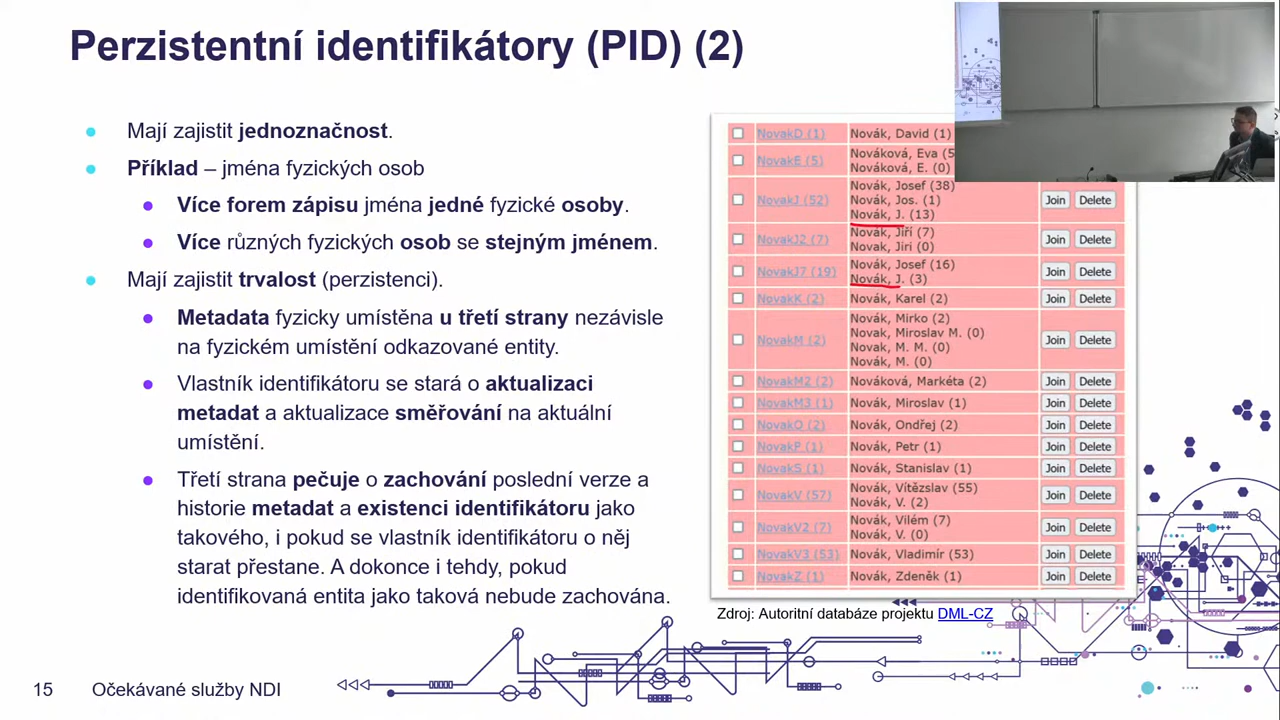 Perzistentní identifikátory (PID) (2)
Mají zajistit jednoznačnost.
Příklad – jména fyzických osob
Více forem zápisu jména jedné fyzické osoby.
Více různých fyzických osob se stejným jménem.
Mají zajistit trvalost (perzistenci).
Metadata fyzicky umístěna u třetí strany nezávisle
na fyzickém umístění odkazované entity.
Vlastník identifikátoru se stará o aktualizaci
metadat a aktualizace směřování na aktuální
umístění.
Třetí strana pečuje o zachování poslední verze a
historie metadat a existenci identifikátoru jako
takového, i pokud se vlastník identifikátoru o něj
starat přestane. A dokonce i tehdy, pokud
identifikovaná entita jako taková nebude zachována.
NovakD (1) Novák, David (1)
NovakE (5) Nováková, Eva (5
Nováková, E. (0)
NovakJ (52) Novák, Josef (38) Join Delete
Novák, Jos. (1)
Novák, J. (13)
NovakJ2 (7) Novák, Jiří (7) Join Delete
Novak, Jiri (0)
NovakJ7 (19) Novák, Josef (16) Join Delete
Novák, J. (3)
NovakK (2) Novák, Karel (2) Join Delete
NovakM (2) Novák, Mirko (2) Join Delete
Novak, Miroslav M. (0)
Novak, M. M. (0)
Novák, M. (0)
NovakM2 (2) Nováková, Markéta (2) Join Delete
NovakM3 (1) Novák, Miroslav (1) Join Delete
NovakO (2) Novák, Ondřej (2) Join Delete
NovakP (1) Novák, Petr (1) Join Delete
NovakS (1) Novák, Stanislav (1) Join Delete
NovakV (57) Novák, Vítězslav (55) Join Delete
Novák, V. (2)
NovakV2 (7) Novák, Vilém (7) Join Delete
Novák, V. (0)
NovakV3 (53) Novák, Vladimír (53) Join Delete
NovakZ (1) Novák, Zdeněk (1) Join Delete
Zdroj: Autoritní databáze projektu DML-CZ
15 Očekávané služby NDI